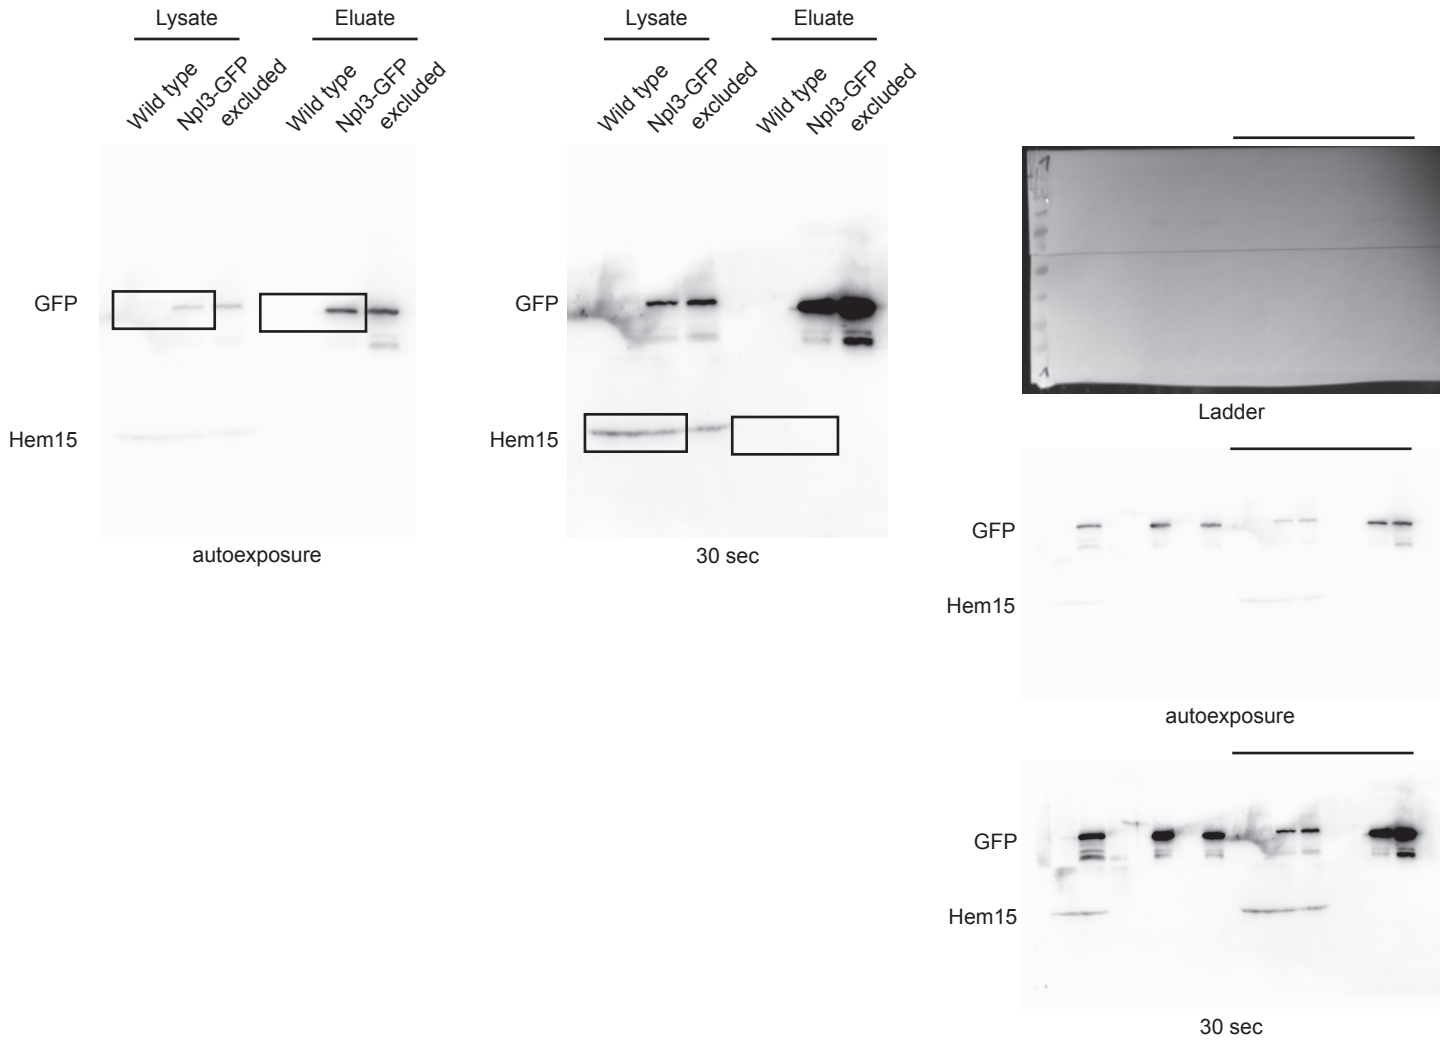 Lysate
Eluate
Wild type
Npl3-GFP
excluded
Wild type
Npl3-GFP
excluded
GFP
Hem15
autoexposure
Lysate
Eluate
Wild type
Npl3-GFP
excluded
Wild type
Npl3-GFP
excluded
GFP
Hem15
30 sec
1
1
Ladder
GFP
Hem15
autoexposure
GFP
Hem15
30 sec